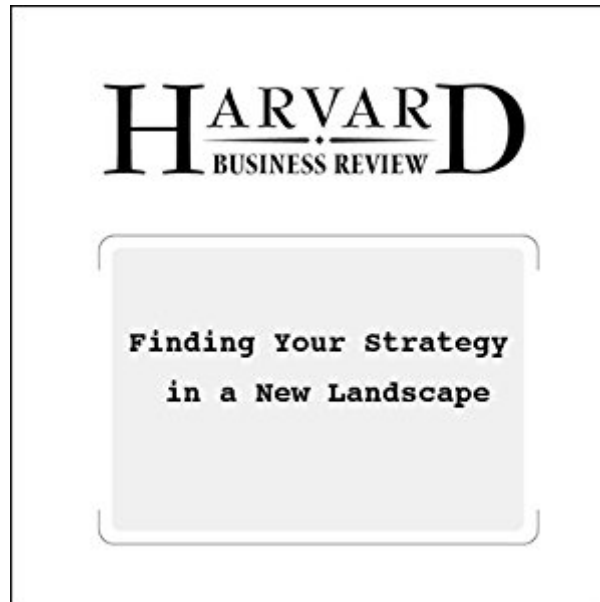 HARVARD
BUSINESS REVIEW
Finding Your Strategy
in a New Landscape